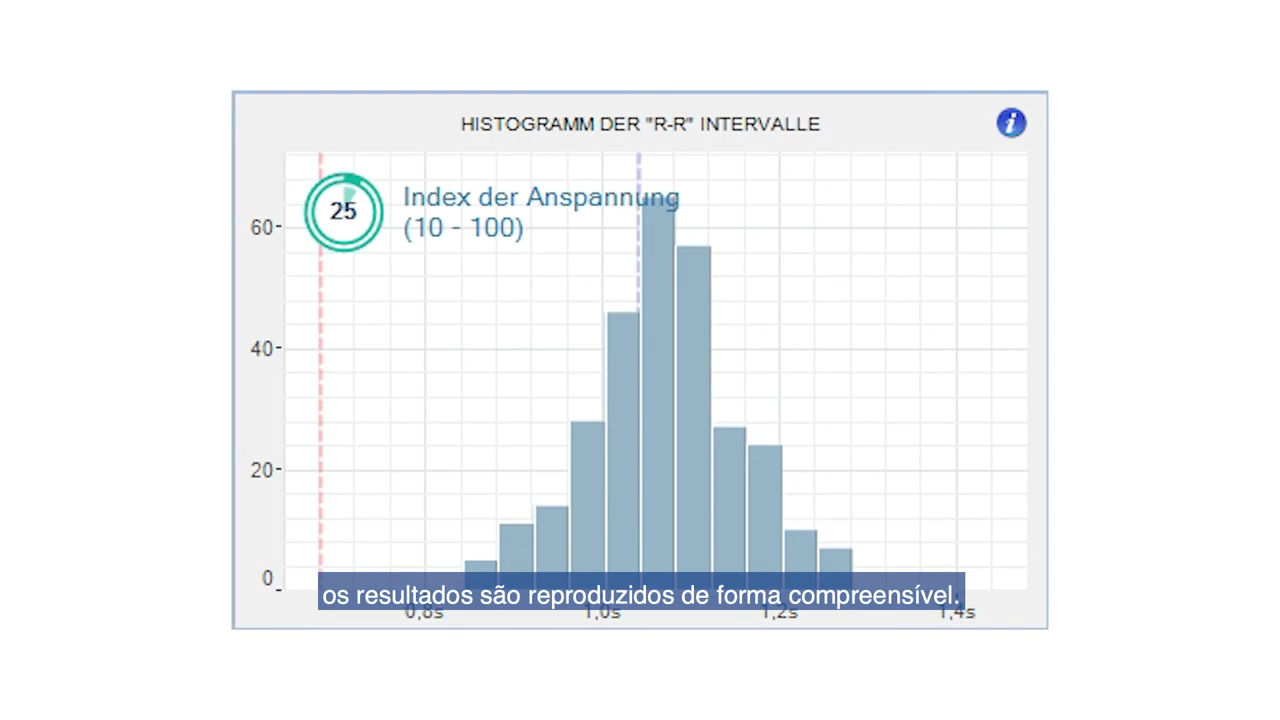 HISTOGRAMM DER "R-R" INTERVALLE
i
25
Index der Anspannung
(10 - 100)
60-
40-
20-
0-
os resultados são reproduzidos de forma compreensível.
0,8s 1,0s 1,2s 1,4s